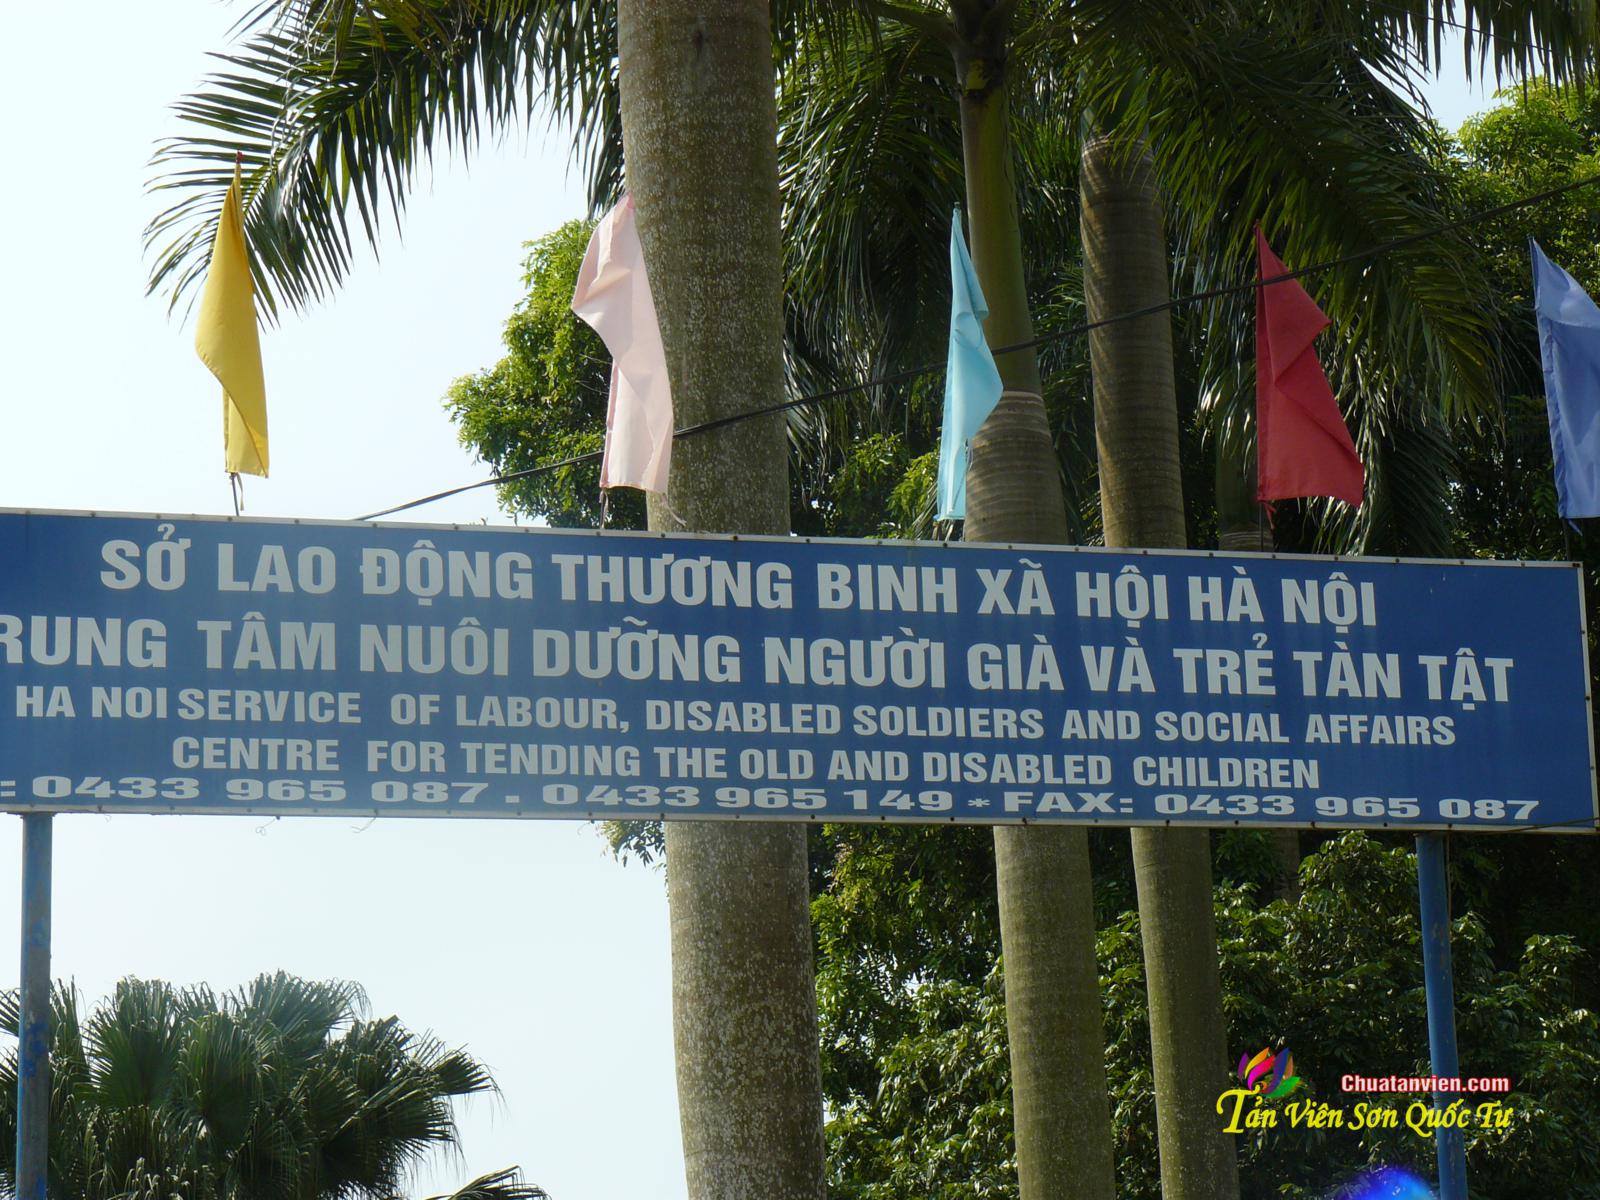 SỞ LAO ĐỘNG THƯƠNG BINH XÃ HỘI HÀ NỘI
RUNG TÂM NUÔI DƯỠNG NGƯỜI GIÀ VÀ TRẺ TÀN TẬT
HA NOI SERVICE OF LABOUR, DISABLED SOLDIERS AND SOCIAL AFFAIRS
CENTRE FOR TENDING THE OLD AND DISABLED CHILDREN
: 0433 965 087 . 0433 965 149 * FAX: 0433 965 087
Chuatanvien.com
Tản Viên Sơn Quốc Tự